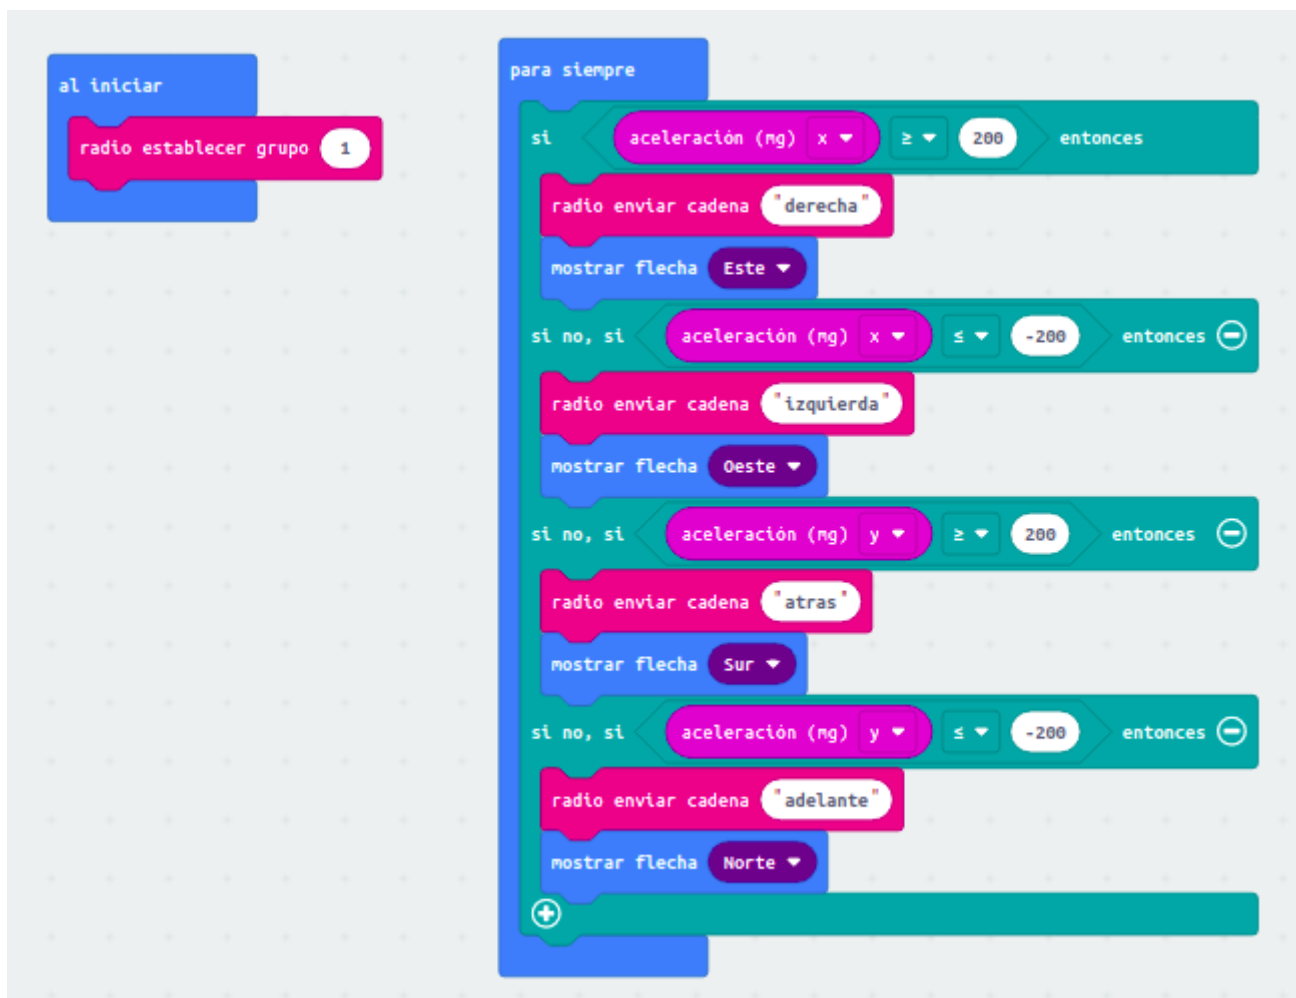 al iniciar
radio establecer grupo 1
para siempre
si aceleración (mg) x ≥ 200 entonces
radio enviar cadena "derecha"
mostrar flecha Este
si no, si aceleración (mg) x ≤ -200 entonces
radio enviar cadena "izquierda"
mostrar flecha Oeste
si no, si aceleración (mg) y ≥ 200 entonces
radio enviar cadena "atras"
mostrar flecha Sur
si no, si aceleración (mg) y ≤ -200 entonces
radio enviar cadena "adelante"
mostrar flecha Norte